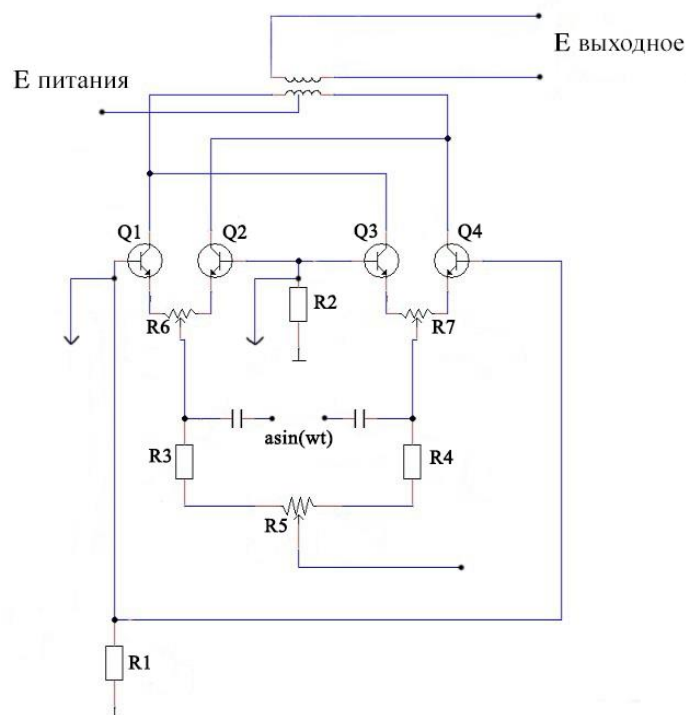 E выходное
E питания
Q1
Q2
Q3
Q4
R2
R6
R7
asin(wt)
R3
R4
R5
R1